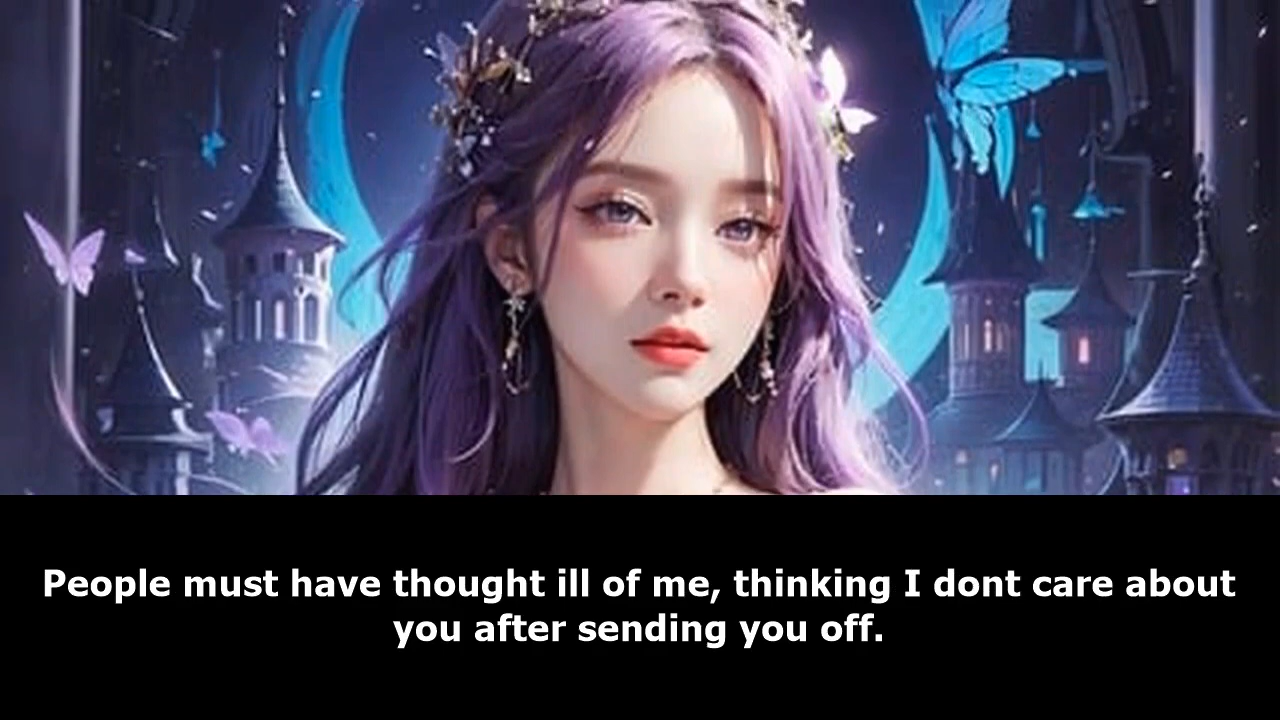 People must have thought ill of me, thinking I dont care about
you after sending you off.